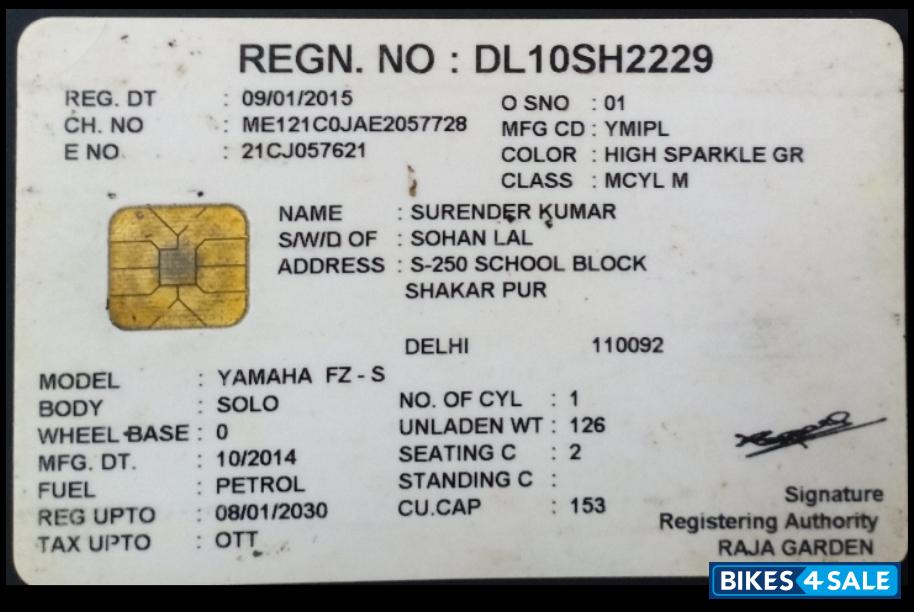 REGN. NO : DL10SH2229
REG. DT : 09/01/2015
CH. NO : ME121C0JAE2057728
E NO. : 21CJ057621
O SNO : 01
MFG CD : YMIPL
COLOR : HIGH SPARKLE GR
CLASS : MCYL M
NAME : SURENDER KUMAR
S/W/D OF : SOHAN LAL
ADDRESS : S-250 SCHOOL BLOCK
SHAKAR PUR
DELHI 110092
MODEL : YAMAHA FZ - S
BODY : SOLO
WHEEL BASE : 0
MFG. DT. : 10/2014
FUEL : PETROL
REG UPTO : 08/01/2030
TAX UPTO : OTT
NO. OF CYL : 1
UNLADEN WT : 126
SEATING C : 2
STANDING C :
CU.CAP : 153
Signature
Registering Authority
RAJA GARDEN
BIKES4SALE